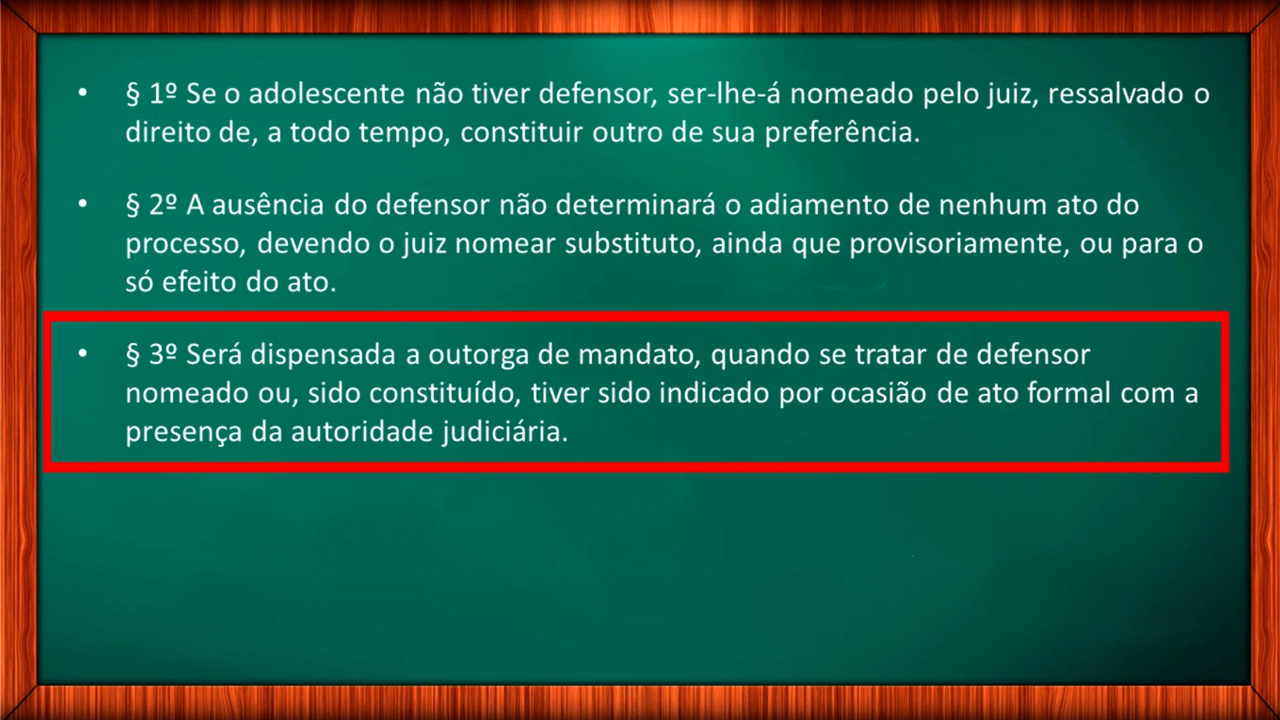 • § 1º Se o adolescente não tiver defensor, ser-lhe-á nomeado pelo juiz, ressalvado o
direito de, a todo tempo, constituir outro de sua preferência.
• § 2º A ausência do defensor não determinará o adiamento de nenhum ato do
processo, devendo o juiz nomear substituto, ainda que provisoriamente, ou para o
só efeito do ato.
• § 3º Será dispensada a outorga de mandato, quando se tratar de defensor
nomeado ou, sido constituído, tiver sido indicado por ocasião de ato formal com a
presença da autoridade judiciária.